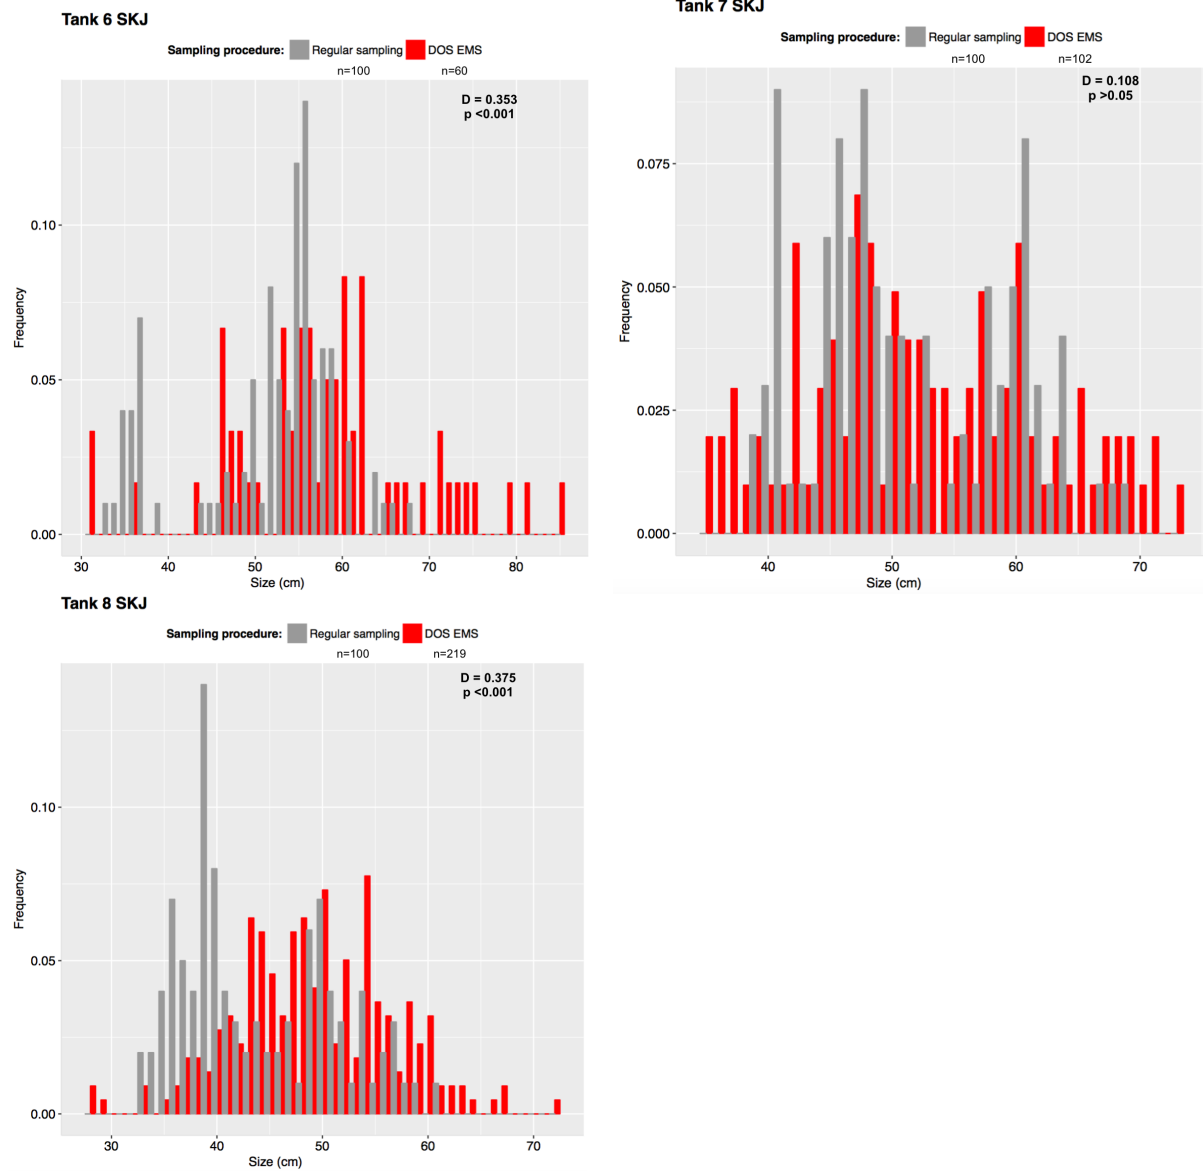 Tank 6 SKJ
Sampling procedure: Regular sampling DOS EMS
n=100 n=60
D = 0.353
p <0.001
0.10
0.05
0.00
Frequency
30 40 50 60 70 80
Size (cm)
Tank 7 SKJ
Sampling procedure: Regular sampling DOS EMS
n=100 n=102
D = 0.108
p >0.05
0.075
0.050
0.025
0.000
Frequency
40 50 60 70
Size (cm)
Tank 8 SKJ
Sampling procedure: Regular sampling DOS EMS
n=100 n=219
D = 0.375
p <0.001
0.10
0.05
0.00
Frequency
30 40 50 60 70
Size (cm)